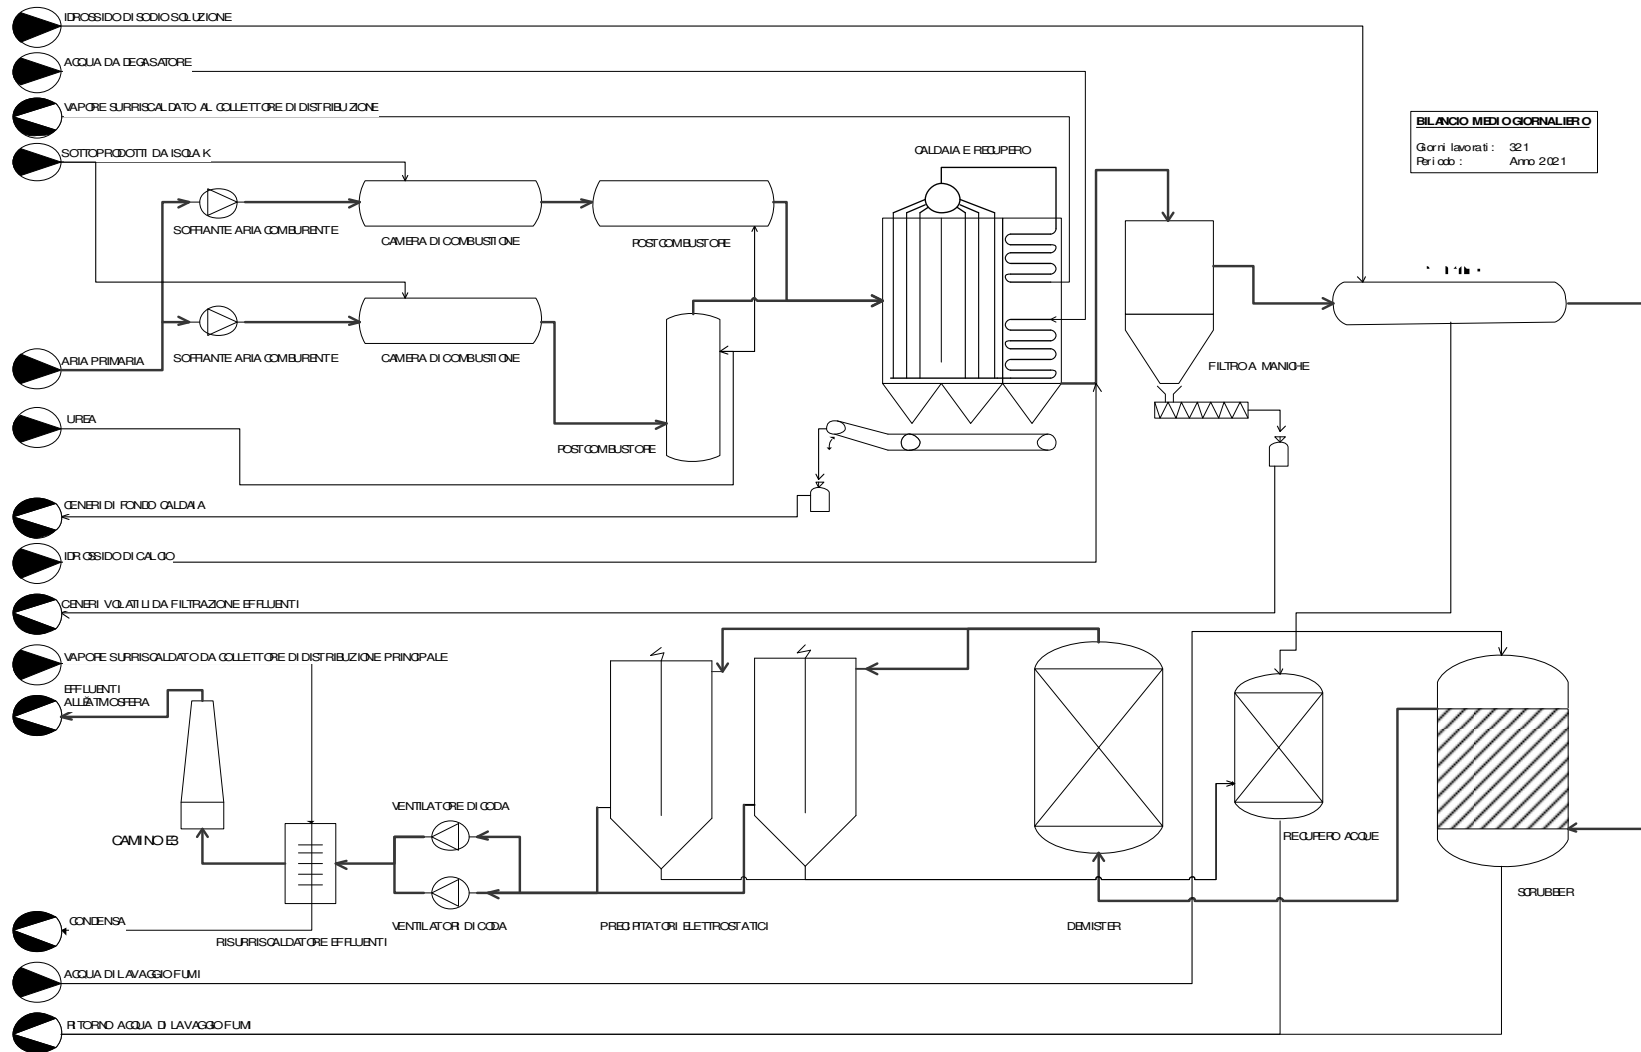 IDROSSIDO DI SODIO SOLUZIONE
ACQUA DA DEGASATORE
VAPORE SURRISCALDATO AL COLLETTORE DI DISTRIBUZIONE
SOTTOPRODOTTI DA ISOLA K
BILANCIO MEDIO GIORNALIERO
Giorni lavorati : 321
Periodo : Anno 2021
CALDAIA E RECUPERO
SOFFIANTE ARIA COMBURENTE
CAMERA DI COMBUSTIONE
POSTCOMBUSTORE
SOFFIANTE ARIA COMBURENTE
CAMERA DI COMBUSTIONE
ARIA PRIMARIA
FILTRO A MANICHE
UREA
POSTCOMBUSTORE
CENERI DI FONDO CALDAIA
IDROSSIDO DI CALCIO
CENERI VOLATILI DA FILTRAZIONE EFFLUENTI
VAPORE SURRISCALDATO DA COLLETTORE DI DISTRIBUZIONE PRINCIPALE
EFFLUENTI
VENTILATORE DI CODA
CAMINO E3
RECUPERO ACQUE
SCRUBBER
CONDENSA
VENTILATORI DI CODA
PRECIPITATORI ELETTROSTATICI
DEMISTER
RISURRISCALDATORE EFFLUENTI
ACQUA DI LAVAGGIO FUMI
RITORNO ACQUA DI LAVAGGIO FUMI